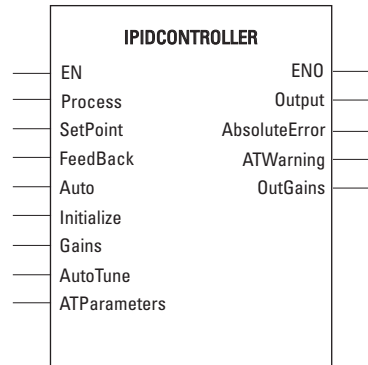 IPIDCONTROLLER
EN ENO
Process Output
SetPoint AbsoluteError
FeedBack ATWarning
Auto OutGains
Initialize
Gains
AutoTune
ATParameters